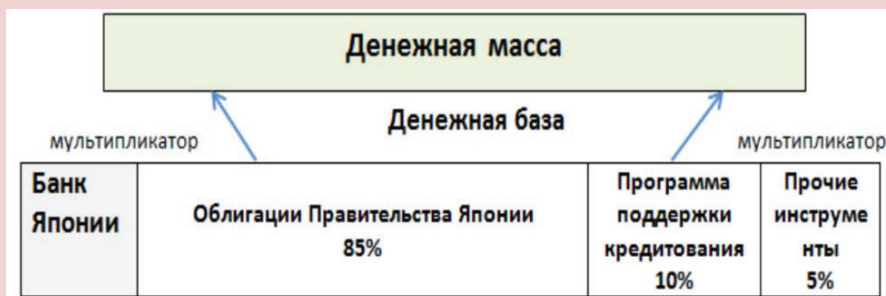 Денежная масса
Денежная база
мультипликатор
мультипликатор
Банк
Японии
Облигации Правительства Японии
85%
Программа
поддержки
кредитования
10%
Прочие
инструме
нты
5%